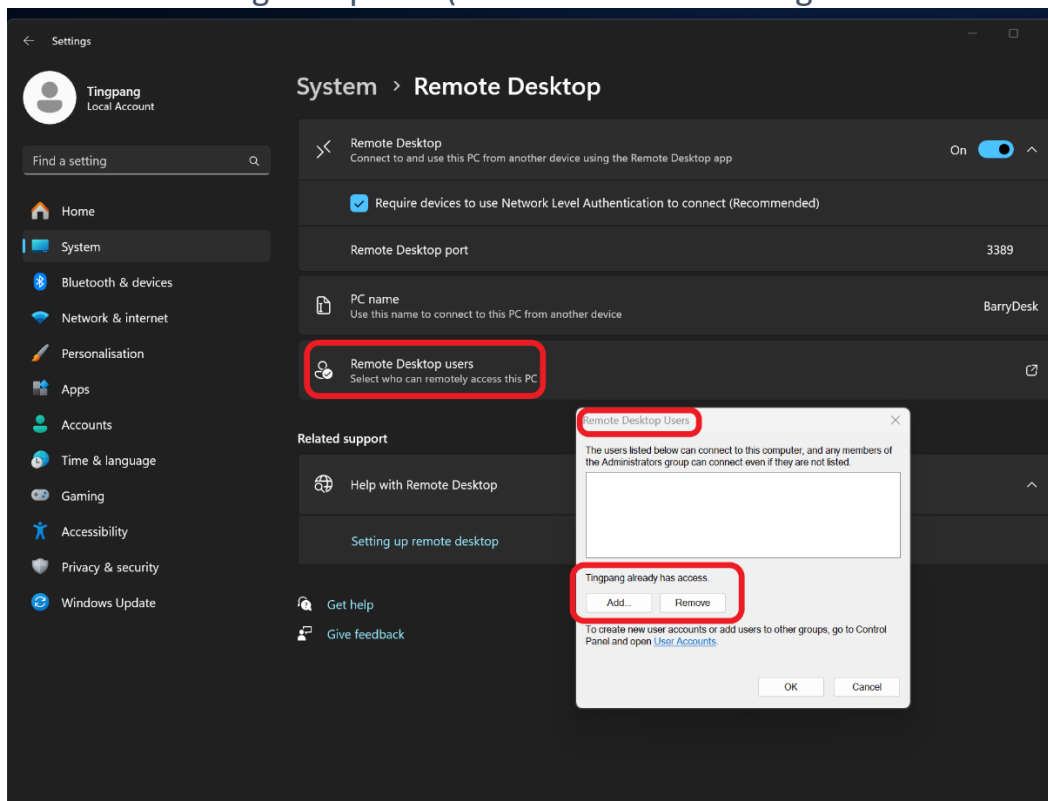 Settings
Tingpang
Local Account
Find a setting
Home
System
Bluetooth & devices
Network & internet
Personalisation
Apps
Accounts
Time & language
Gaming
Accessibility
Privacy & security
Windows Update
System > Remote Desktop
Remote Desktop
Connect to and use this PC from another device using the Remote Desktop app
On
Require devices to use Network Level Authentication to connect (Recommended)
Remote Desktop port
3389
PC name
Use this name to connect to this PC from another device
BarryDesk
Remote Desktop users
Select who can remotely access this PC
Related support
Help with Remote Desktop
Setting up remote desktop
Get help
Give feedback
Remote Desktop Users
The users listed below can connect to this computer, and any members of
the Administrators group can connect even if they are not listed.
Tingpang already has access.
Add...
Remove
To create new user accounts or add users to other groups, go to Control
Panel and open User Accounts.
OK
Cancel